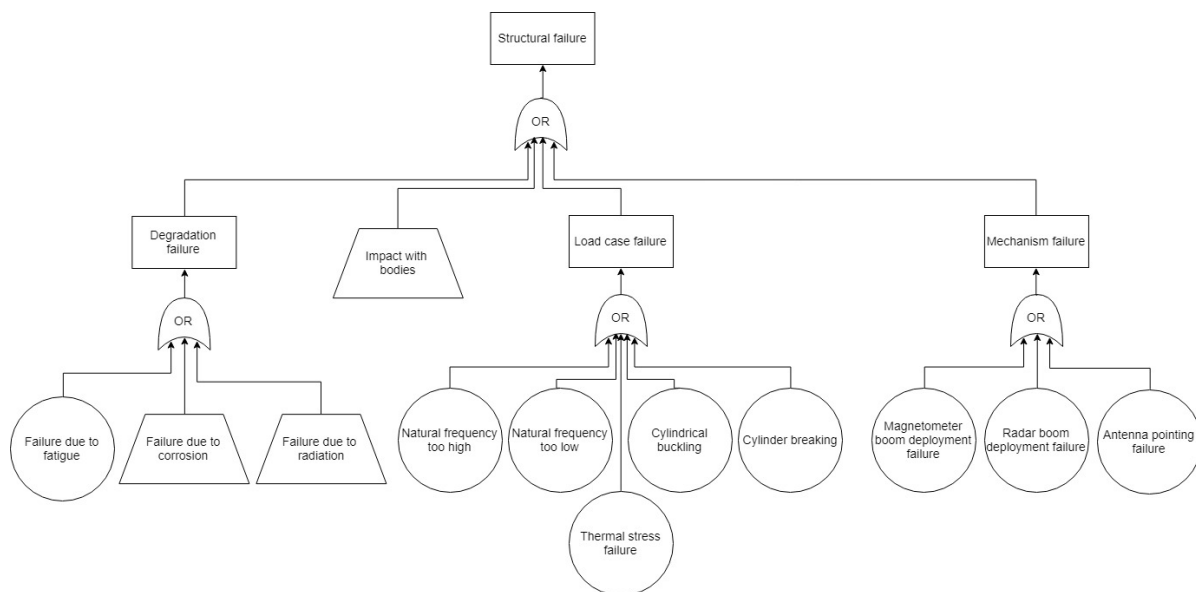 Structural failure
OR
Degradation
failure
Impact with
bodies
Load case failure
Mechanism failure
OR
OR
OR
Failure due to
fatigue
Failure due to
corrosion
Failure due to
radiation
Natural frequency
too high
Natural frequency
too low
Cylindrical
buckling
Cylinder breaking
Magnetometer
boom deployment
failure
Radar boom
deployment failure
Antenna pointing
failure
Thermal stress
failure